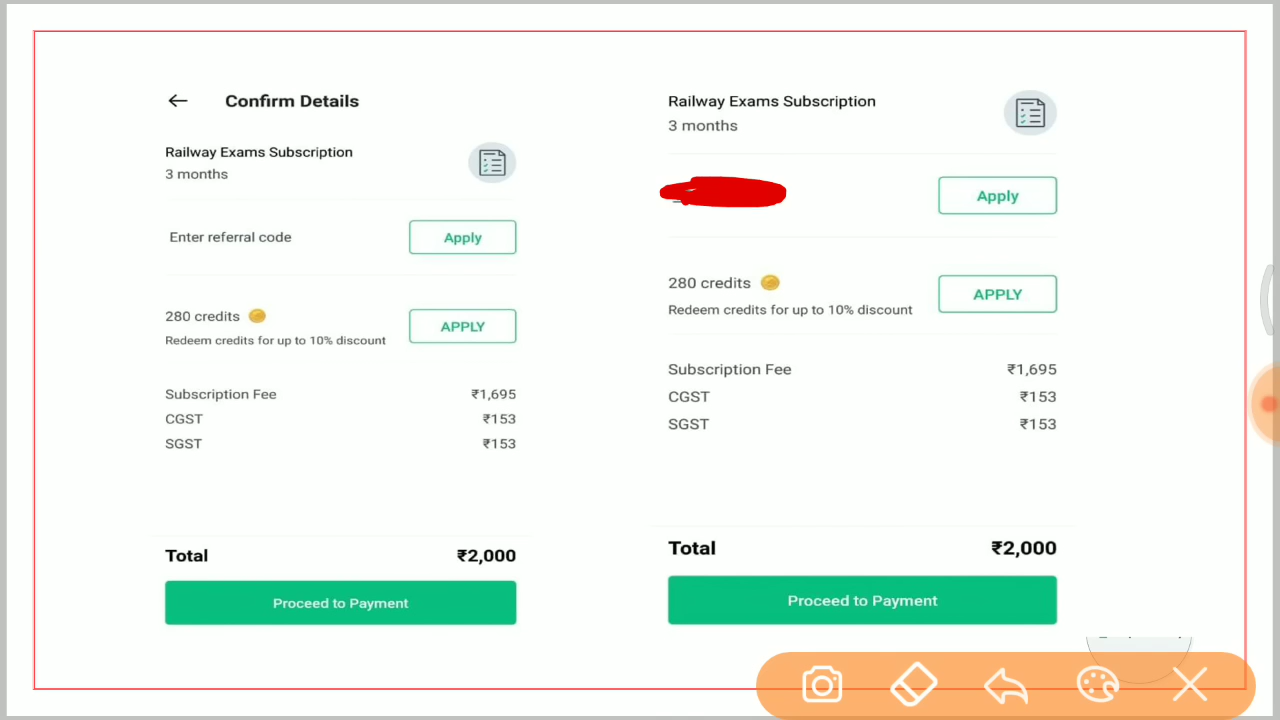 Confirm Details
Railway Exams Subscription
3 months
Enter referral code
Apply
280 credits
Redeem credits for up to 10% discount
APPLY
Subscription Fee ₹1,695
CGST ₹153
SGST ₹153
Total ₹2,000
Proceed to Payment
Railway Exams Subscription
3 months
Apply
280 credits
Redeem credits for up to 10% discount
APPLY
Subscription Fee ₹1,695
CGST ₹153
SGST ₹153
Total ₹2,000
Proceed to Payment